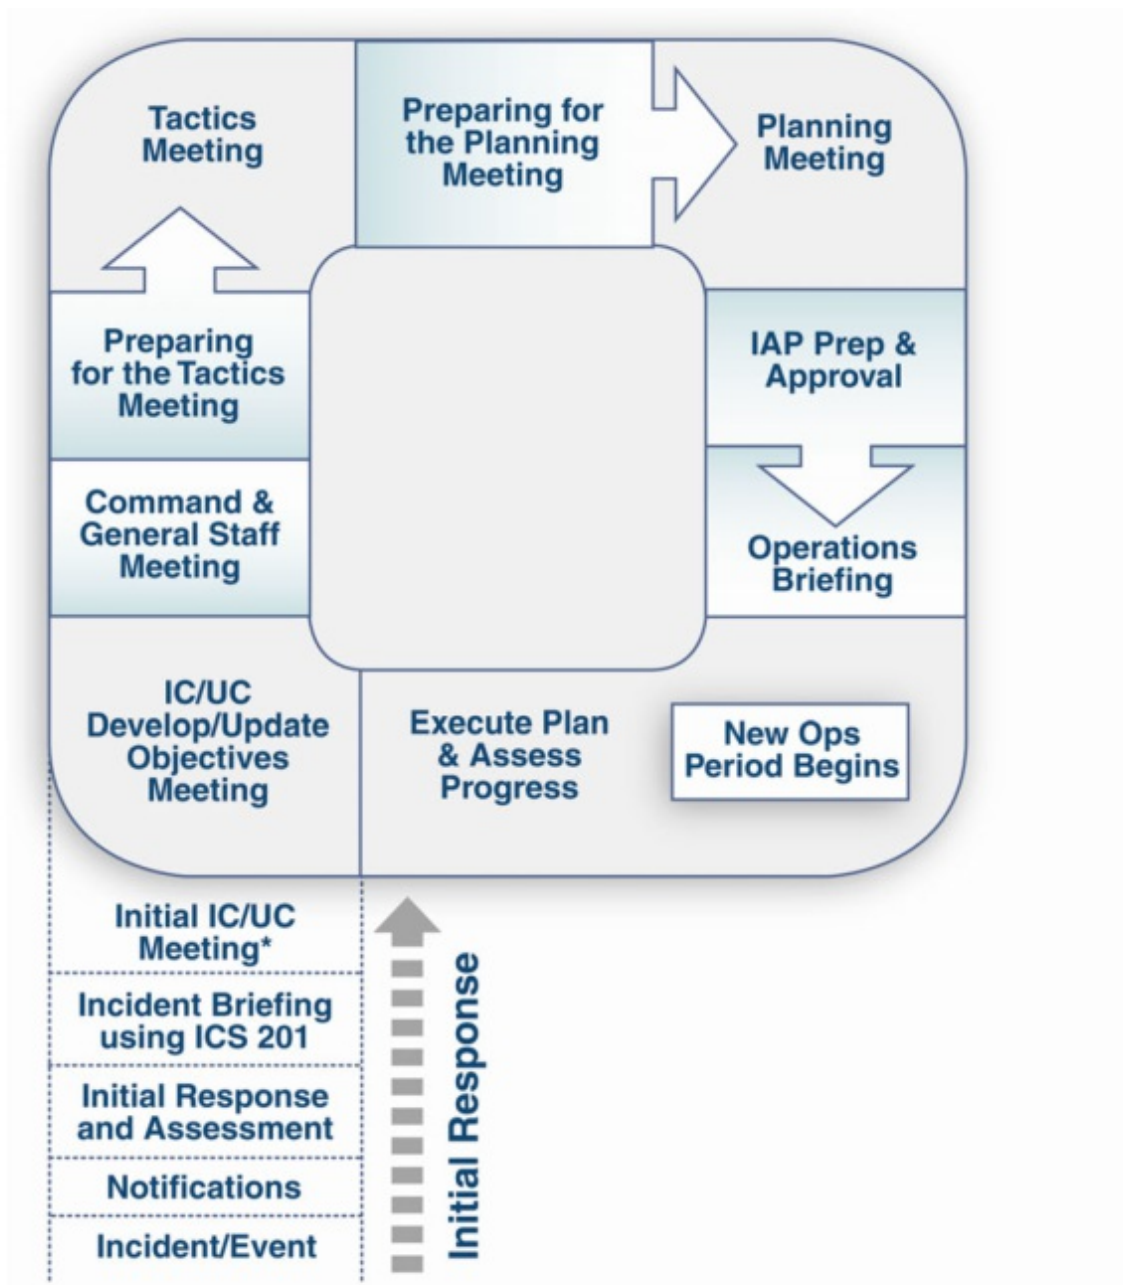 Tactics
Meeting
Preparing for
the Planning
Meeting
Planning
Meeting
Preparing
for the Tactics
Meeting
IAP Prep &
Approval
Command &
General Staff
Meeting
Operations
Briefing
IC/UC
Develop/Update
Objectives
Meeting
Execute Plan
& Assess
Progress
New Ops
Period Begins
Initial IC/UC
Meeting*
Incident Briefing
using ICS 201
Initial Response
and Assessment
Notifications
Incident/Event
Initial Response